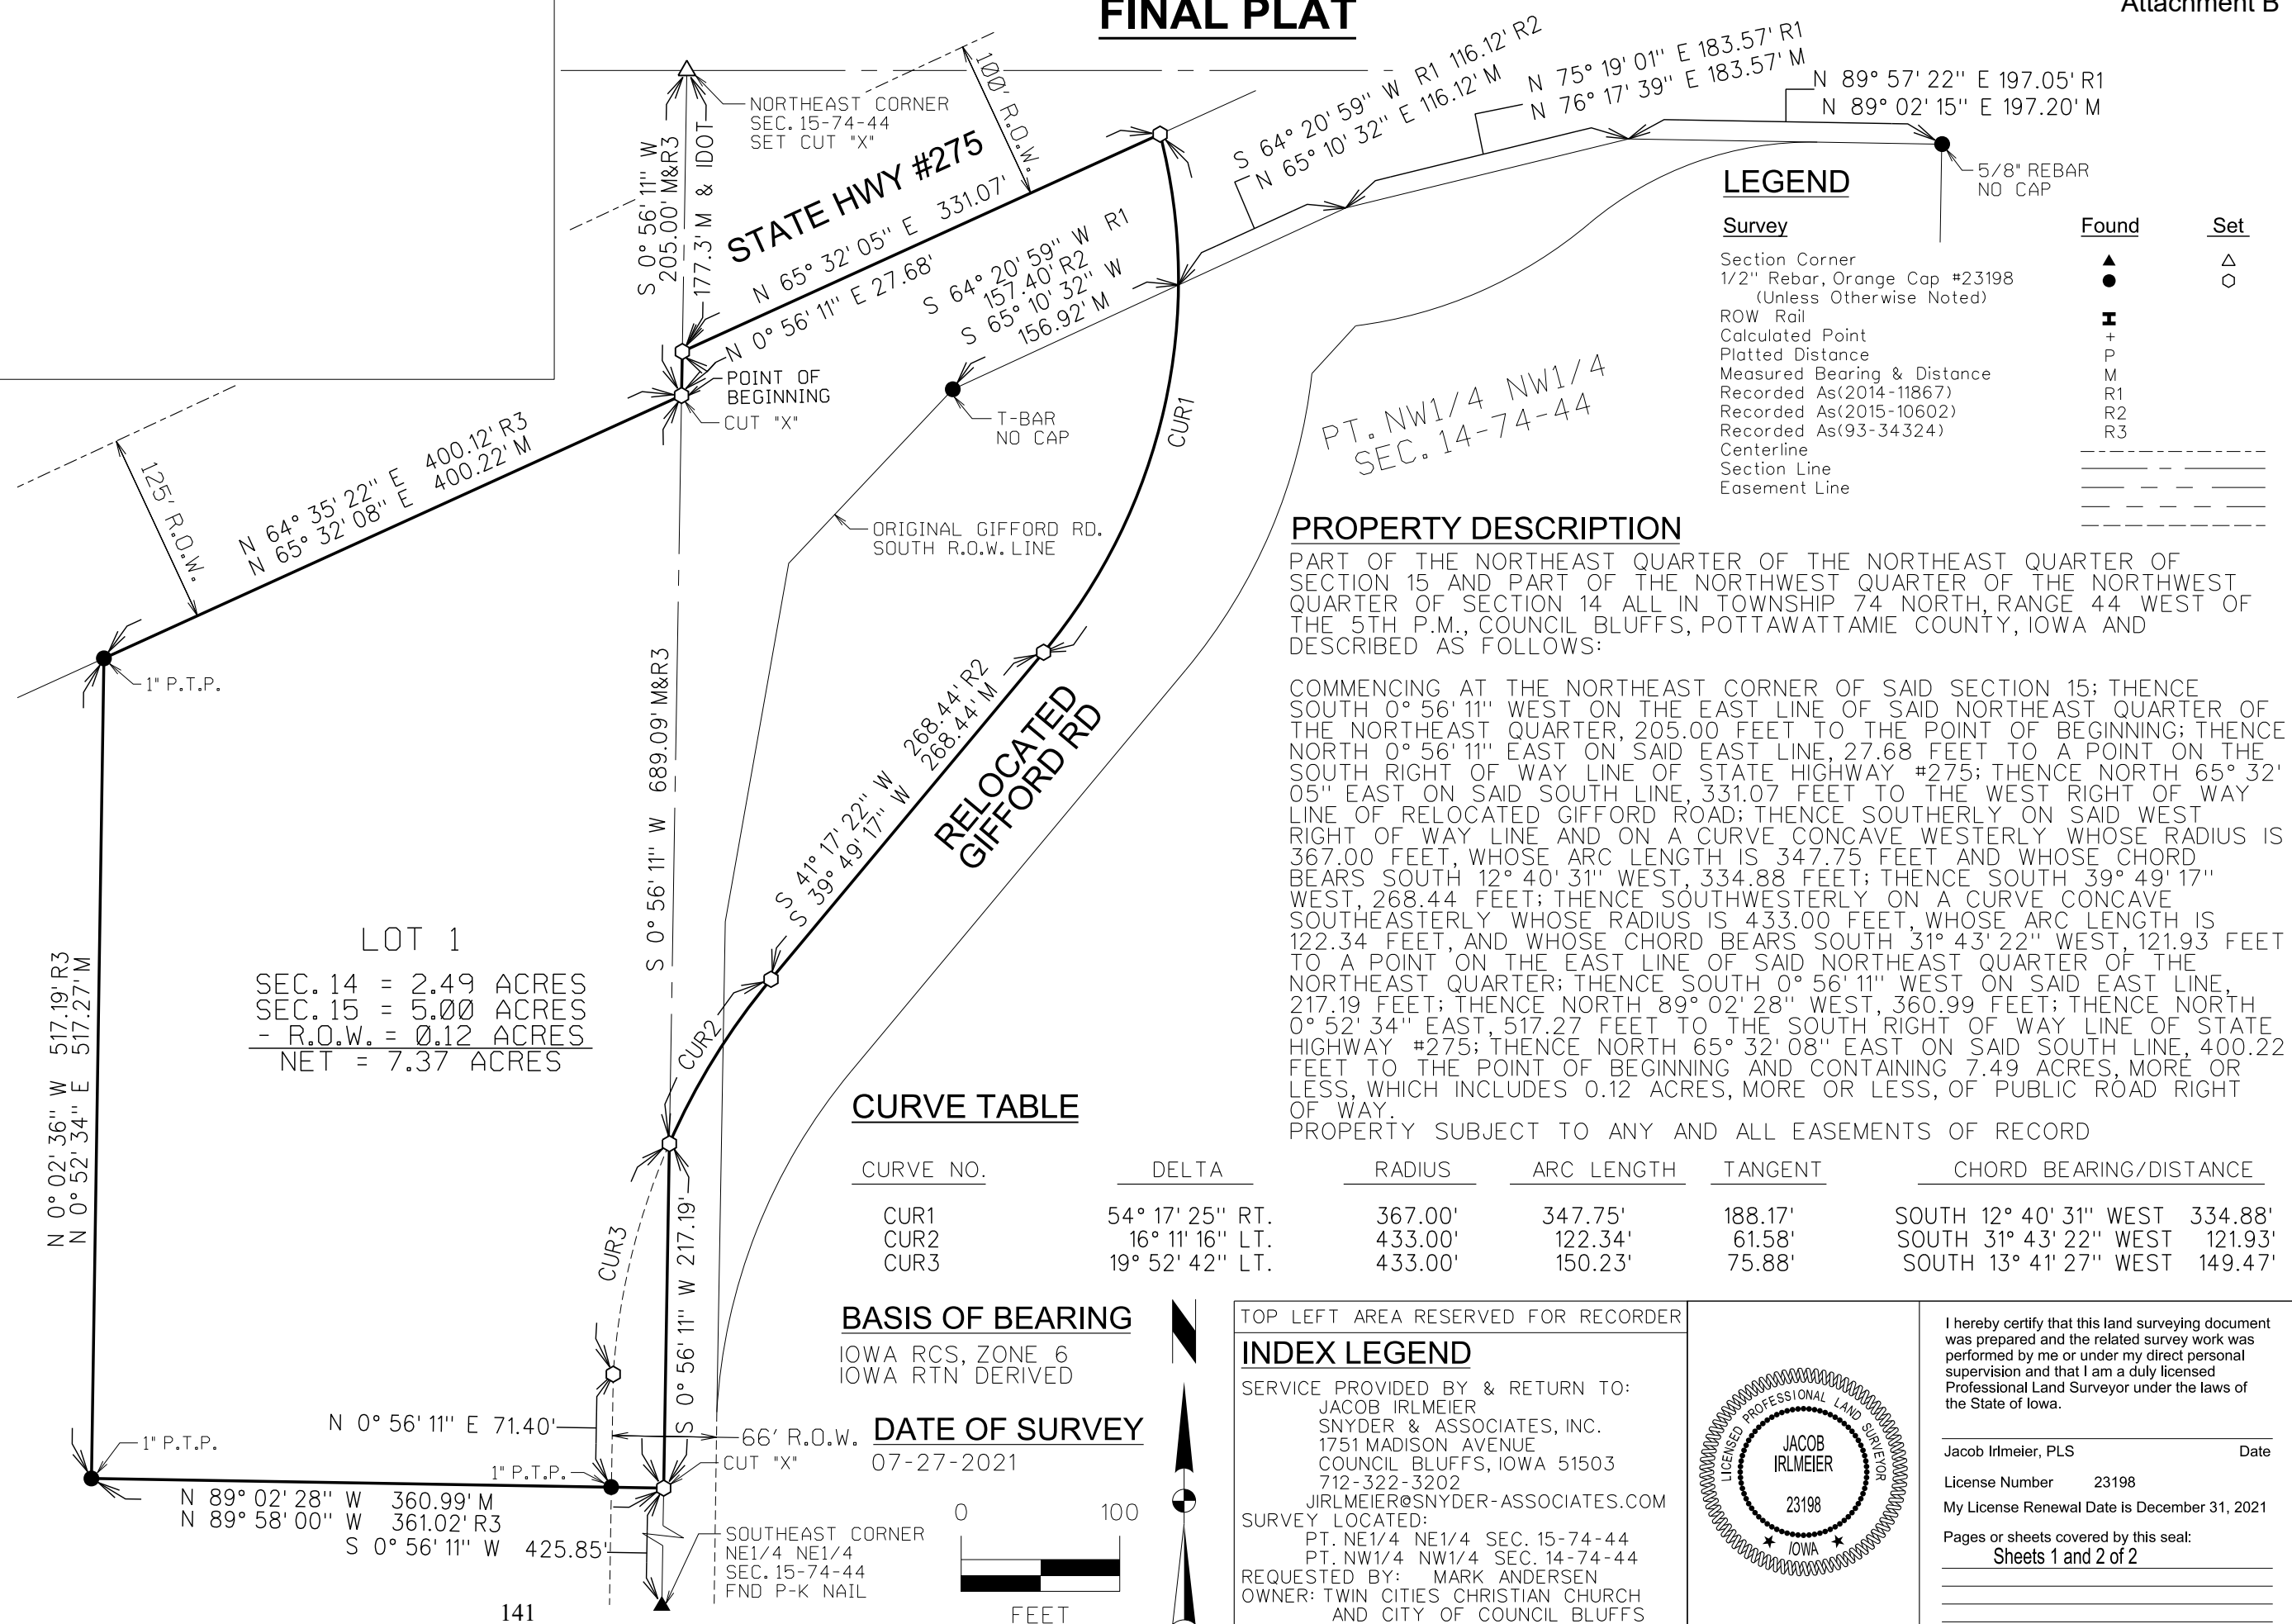 FINAL PLAT
Attachment B
NORTHEAST CORNER
SEC. 15-74-44
SET CUT "X"
100' R.O.W.
S 0° 56' 11" W
205.00' M&R3
177.3' M & IDOT
STATE HWY #275
N 65° 32' 05" E 331.07'
N 0° 56' 11" E 27.68'
S 64° 20' 59" W R1
157.40' R2
S 65° 10' 32" W
156.92' M
S 64° 20' 59" W R1 116.12' R2
N 65° 10' 32" E 116.12' M
N 75° 19' 01" E 183.57' R1
N 76° 17' 39" E 183.57' M
N 89° 57' 22" E 197.05' R1
N 89° 02' 15" E 197.20' M
5/8" REBAR
NO CAP
POINT OF
BEGINNING
CUT "X"
T-BAR
NO CAP
CUR1
PT. NW1/4 NW1/4
SEC. 14-74-44
LEGEND
Survey Found Set
Section Corner ▲ △
1/2" Rebar, Orange Cap #23198
(Unless Otherwise Noted)
ROW Rail
Calculated Point +
Platted Distance P
Measured Bearing & Distance M
Recorded As(2014-11867) R1
Recorded As(2015-10602) R2
Recorded As(93-34324) R3
Centerline
Section Line
Easement Line
125' R.O.W.
N 64° 35' 22" E 400.12' R3
N 65° 32' 08" E 400.22' M
1" P.T.P.
ORIGINAL GIFFORD RD.
SOUTH R.O.W. LINE
S 0° 56' 11" W 689.09' M&R3
S 41° 17' 22" W 268.44' R2
S 39° 49' 17" W 268.44' M
RELOCATED
GIFFORD RD
PROPERTY DESCRIPTION
PART OF THE NORTHEAST QUARTER OF THE NORTHEAST QUARTER OF
SECTION 15 AND PART OF THE NORTHWEST QUARTER OF THE NORTHWEST
QUARTER OF SECTION 14 ALL IN TOWNSHIP 74 NORTH, RANGE 44 WEST OF
THE 5TH P.M., COUNCIL BLUFFS, POTTAWATTAMIE COUNTY, IOWA AND
DESCRIBED AS FOLLOWS:
COMMENCING AT THE NORTHEAST CORNER OF SAID SECTION 15; THENCE
SOUTH 0° 56' 11" WEST ON THE EAST LINE OF SAID NORTHEAST QUARTER OF
THE NORTHEAST QUARTER, 205.00 FEET TO THE POINT OF BEGINNING; THENCE
NORTH 0° 56' 11" EAST ON SAID EAST LINE, 27.68 FEET TO A POINT ON THE
SOUTH RIGHT OF WAY LINE OF STATE HIGHWAY #275; THENCE NORTH 65° 32'
05" EAST ON SAID SOUTH LINE, 331.07 FEET TO THE WEST RIGHT OF WAY
LINE OF RELOCATED GIFFORD ROAD; THENCE SOUTHERLY ON SAID WEST
RIGHT OF WAY LINE AND ON A CURVE CONCAVE WESTERLY WHOSE RADIUS IS
367.00 FEET, WHOSE ARC LENGTH IS 347.75 FEET AND WHOSE CHORD
BEARS SOUTH 12° 40' 31" WEST, 334.88 FEET; THENCE SOUTH 39° 49' 17"
WEST, 268.44 FEET; THENCE SOUTHWESTERLY ON A CURVE CONCAVE
SOUTHEASTERLY WHOSE RADIUS IS 433.00 FEET, WHOSE ARC LENGTH IS
122.34 FEET, AND WHOSE CHORD BEARS SOUTH 31° 43' 22" WEST, 121.93 FEET
TO A POINT ON THE EAST LINE OF SAID NORTHEAST QUARTER OF THE
NORTHEAST QUARTER; THENCE SOUTH 0° 56' 11" WEST ON SAID EAST LINE,
217.19 FEET; THENCE NORTH 89° 02' 28" WEST, 360.99 FEET; THENCE NORTH
0° 52' 34" EAST, 517.27 FEET TO THE SOUTH RIGHT OF WAY LINE OF STATE
HIGHWAY #275; THENCE NORTH 65° 32' 08" EAST ON SAID SOUTH LINE, 400.22
FEET TO THE POINT OF BEGINNING AND CONTAINING 7.49 ACRES, MORE OR
LESS, WHICH INCLUDES 0.12 ACRES, MORE OR LESS, OF PUBLIC ROAD RIGHT
OF WAY.
PROPERTY SUBJECT TO ANY AND ALL EASEMENTS OF RECORD
LOT 1
SEC. 14 = 2.49 ACRES
SEC. 15 = 5.00 ACRES
- R.O.W. = 0.12 ACRES
NET = 7.37 ACRES
N 0° 02' 36" W 517.19' R3
N 0° 52' 34" E 517.27' M
CUR2
CUR3
S 0° 56' 11" W 217.19'
CURVE TABLE
CURVE NO. DELTA RADIUS ARC LENGTH TANGENT CHORD BEARING/DISTANCE
CUR1 54° 17' 25" RT. 367.00' 347.75' 188.17' SOUTH 12° 40' 31" WEST 334.88'
CUR2 16° 11' 16" LT. 433.00' 122.34' 61.58' SOUTH 31° 43' 22" WEST 121.93'
CUR3 19° 52' 42" LT. 433.00' 150.23' 75.88' SOUTH 13° 41' 27" WEST 149.47'
BASIS OF BEARING
IOWA RCS, ZONE 6
IOWA RTN DERIVED
DATE OF SURVEY
07-27-2021
N
0 100
FEET
N 0° 56' 11" E 71.40'
66' R.O.W.
CUT "X"
1" P.T.P.
1" P.T.P.
N 89° 02' 28" W 360.99' M
N 89° 58' 00" W 361.02' R3
S 0° 56' 11" W 425.85'
SOUTHEAST CORNER
NE1/4 NE1/4
SEC. 15-74-44
FND P-K NAIL
TOP LEFT AREA RESERVED FOR RECORDER
INDEX LEGEND
SERVICE PROVIDED BY & RETURN TO:
JACOB IRLMEIER
SNYDER & ASSOCIATES, INC.
1751 MADISON AVENUE
COUNCIL BLUFFS, IOWA 51503
712-322-3202
JIRLMEIER@SNYDER-ASSOCIATES.COM
SURVEY LOCATED:
PT. NE1/4 NE1/4 SEC. 15-74-44
PT. NW1/4 NW1/4 SEC. 14-74-44
REQUESTED BY: MARK ANDERSEN
OWNER: TWIN CITIES CHRISTIAN CHURCH
AND CITY OF COUNCIL BLUFFS
LICENSED PROFESSIONAL LAND SURVEYOR
JACOB
IRLMEIER
23198
★ IOWA ★
I hereby certify that this land surveying document
was prepared and the related survey work was
performed by me or under my direct personal
supervision and that I am a duly licensed
Professional Land Surveyor under the laws of
the State of Iowa.
Jacob Irlmeier, PLS Date
License Number 23198
My License Renewal Date is December 31, 2021
Pages or sheets covered by this seal:
Sheets 1 and 2 of 2
141